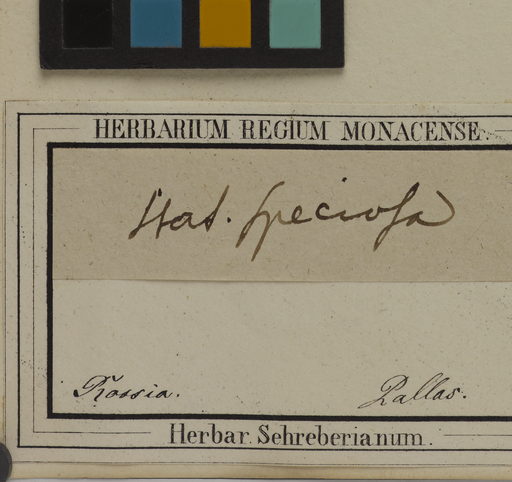 HERBARIUM REGIUM MONACENSE.
Stat. speciosa
Rossia. Pallas.
Herbar. Schreberianum.